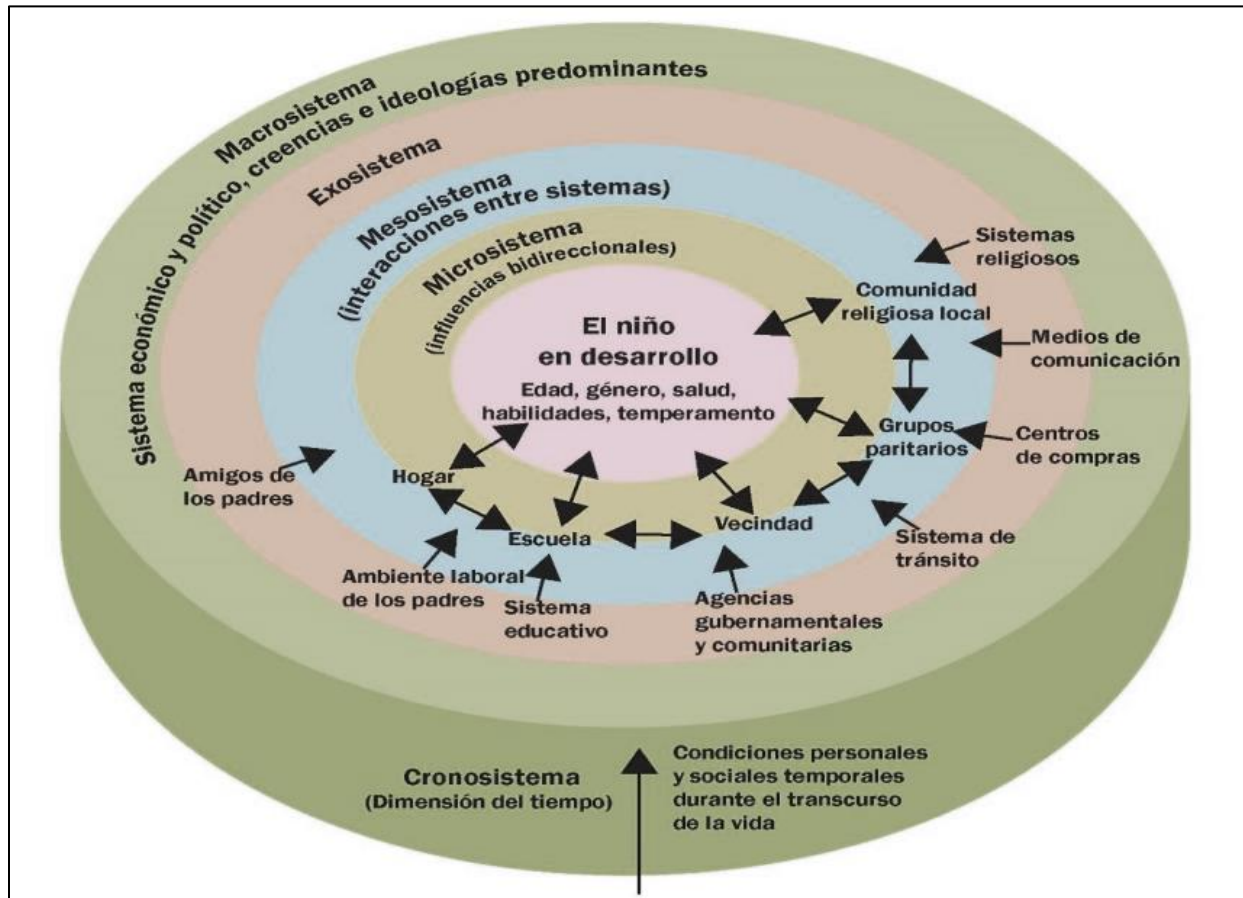 Macrosistema
Sistema económico y político, creencias e ideologías predominantes
Exosistema
Mesosistema
(interacciones entre sistemas)
Microsistema
(influencias bidireccionales)
El niño
en desarrollo
Edad, género, salud,
habilidades, temperamento
Sistemas
religiosos
Comunidad
religiosa local
Medios de
comunicación
Grupos
paritarios
Centros
de compras
Amigos de
los padres
Hogar
Escuela
Vecindad
Sistema de
tránsito
Ambiente laboral
de los padres
Sistema
educativo
Agencias
gubernamentales
y comunitarias
Cronosistema
(Dimensión del tiempo)
Condiciones personales
y sociales temporales
durante el transcurso
de la vida